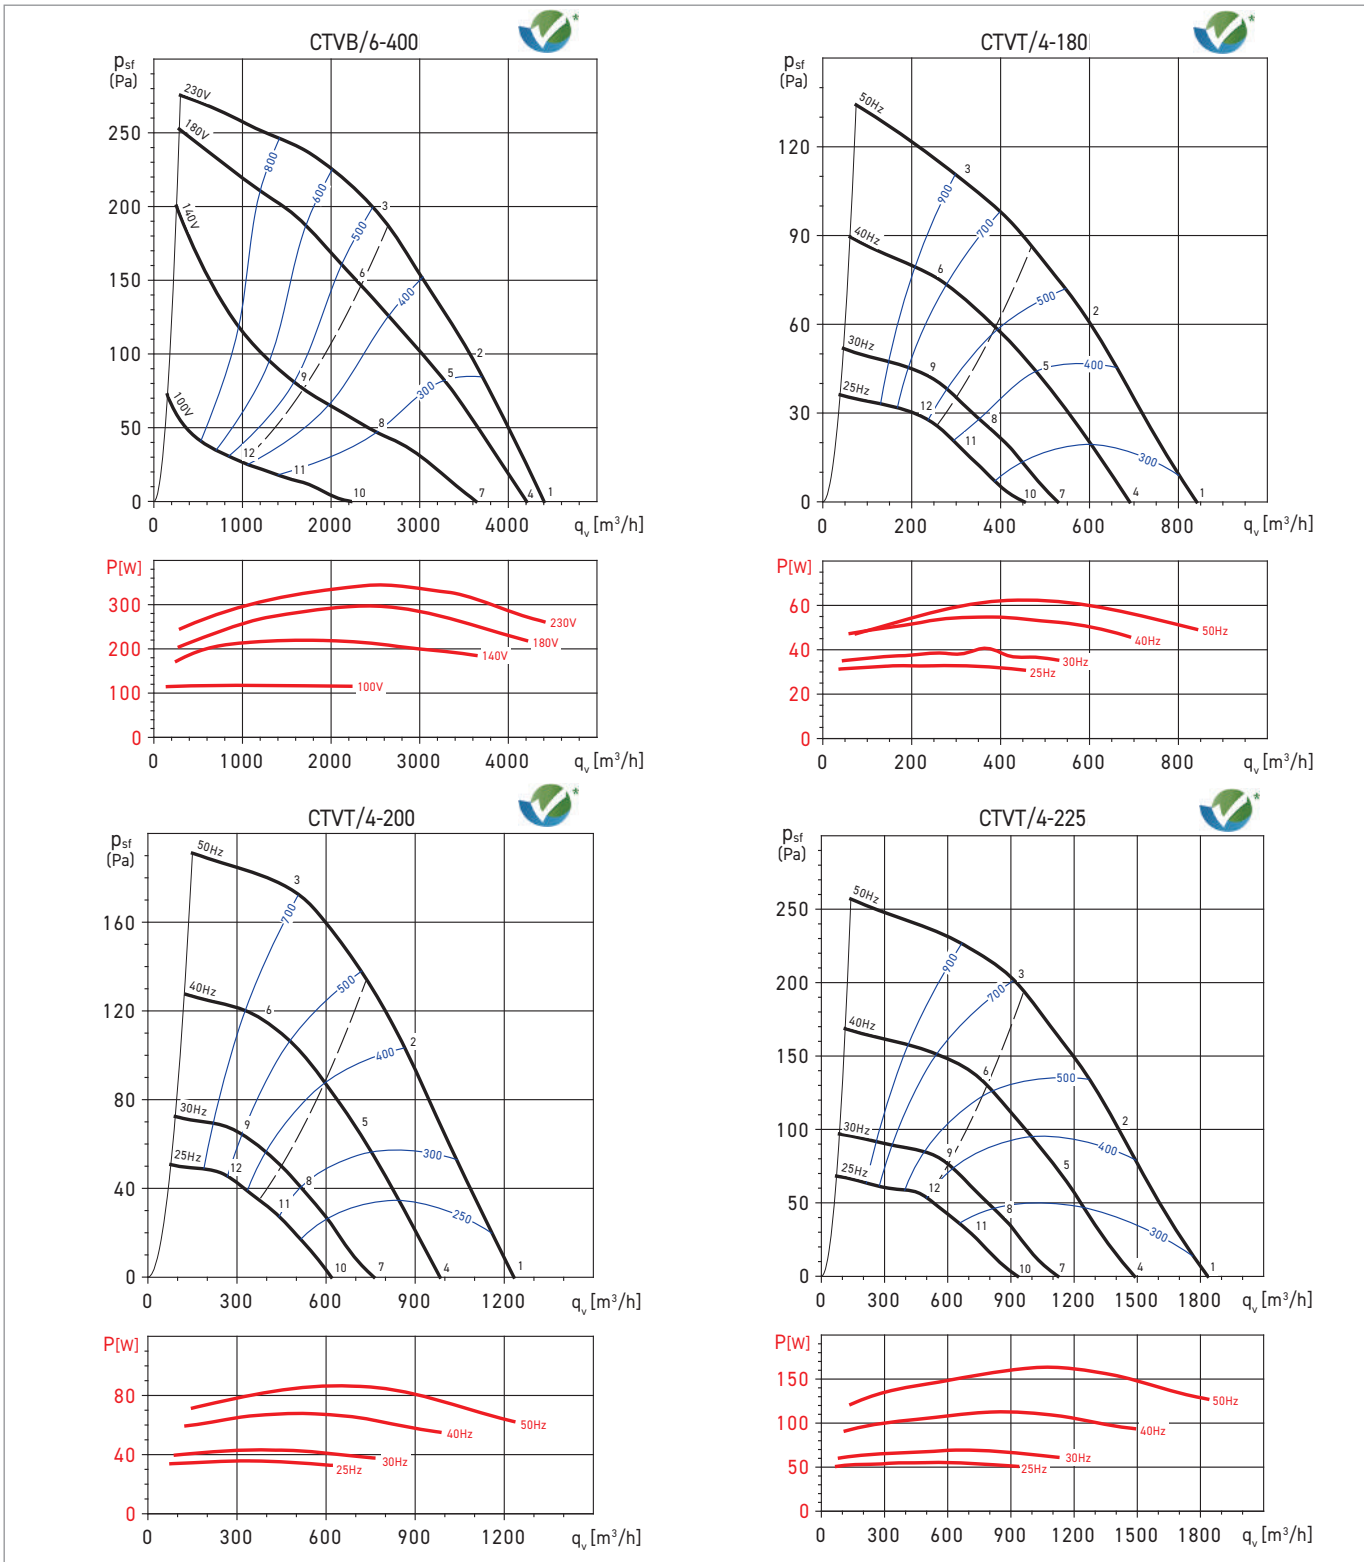 CTVB/6-400
*
psf
(Pa)
230V
180V
140V
100V
250
200
150
100
50
0
800
600
500
400
300
3
6
2
5
9
8
12
11
10
7
4
1
0 1000 2000 3000 4000 qv [m³/h]
P[W]
300
200
100
0
230V
180V
140V
100V
0 1000 2000 3000 4000 qv [m³/h]
CTVT/4-180
*
psf
(Pa)
50Hz
40Hz
30Hz
25Hz
120
90
60
30
0
900
700
500
400
300
3
6
2
5
9
8
12
11
10
7
4
1
0 200 400 600 800 qv [m³/h]
P[W]
60
40
20
0
50Hz
40Hz
30Hz
25Hz
0 200 400 600 800 qv [m³/h]
CTVT/4-200
*
psf
(Pa)
50Hz
40Hz
30Hz
25Hz
160
120
80
40
0
700
500
400
300
250
3
6
2
5
9
8
12
11
10
7
4
1
0 300 600 900 1200 qv [m³/h]
P[W]
80
40
0
50Hz
40Hz
30Hz
25Hz
0 300 600 900 1200 qv [m³/h]
CTVT/4-225
*
psf
(Pa)
50Hz
40Hz
30Hz
25Hz
250
200
150
100
50
0
900
700
500
400
300
3
6
2
5
9
8
12
11
10
7
4
1
0 300 600 900 1200 1500 1800 qv [m³/h]
P[W]
150
100
50
0
50Hz
40Hz
30Hz
25Hz
0 300 600 900 1200 1500 1800 qv [m³/h]